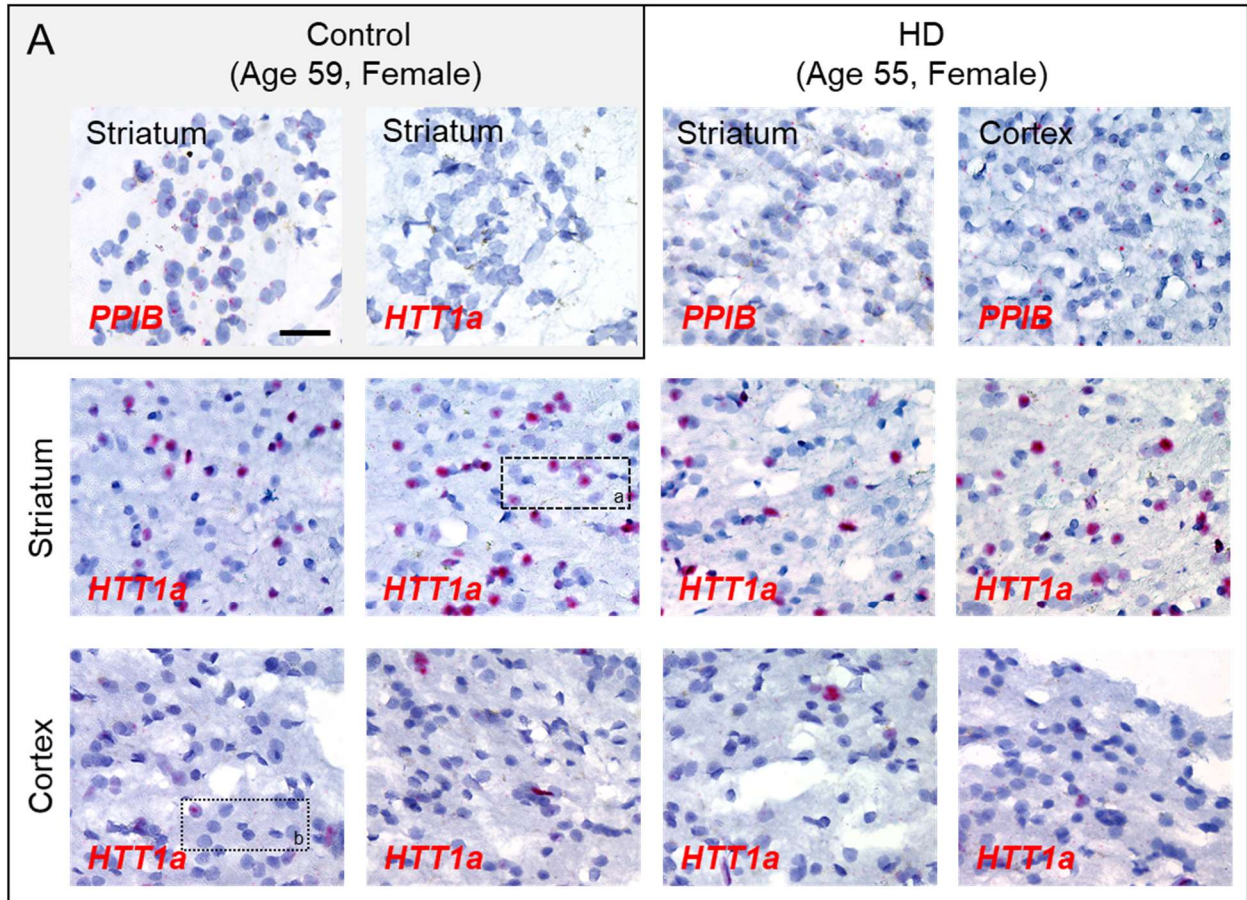 A
Control
(Age 59, Female)
HD
(Age 55, Female)
Striatum
Striatum
Striatum
Cortex
PPIB
HTT1a
PPIB
PPIB
Striatum
a
HTT1a
HTT1a
HTT1a
HTT1a
Cortex
b
HTT1a
HTT1a
HTT1a
HTT1a